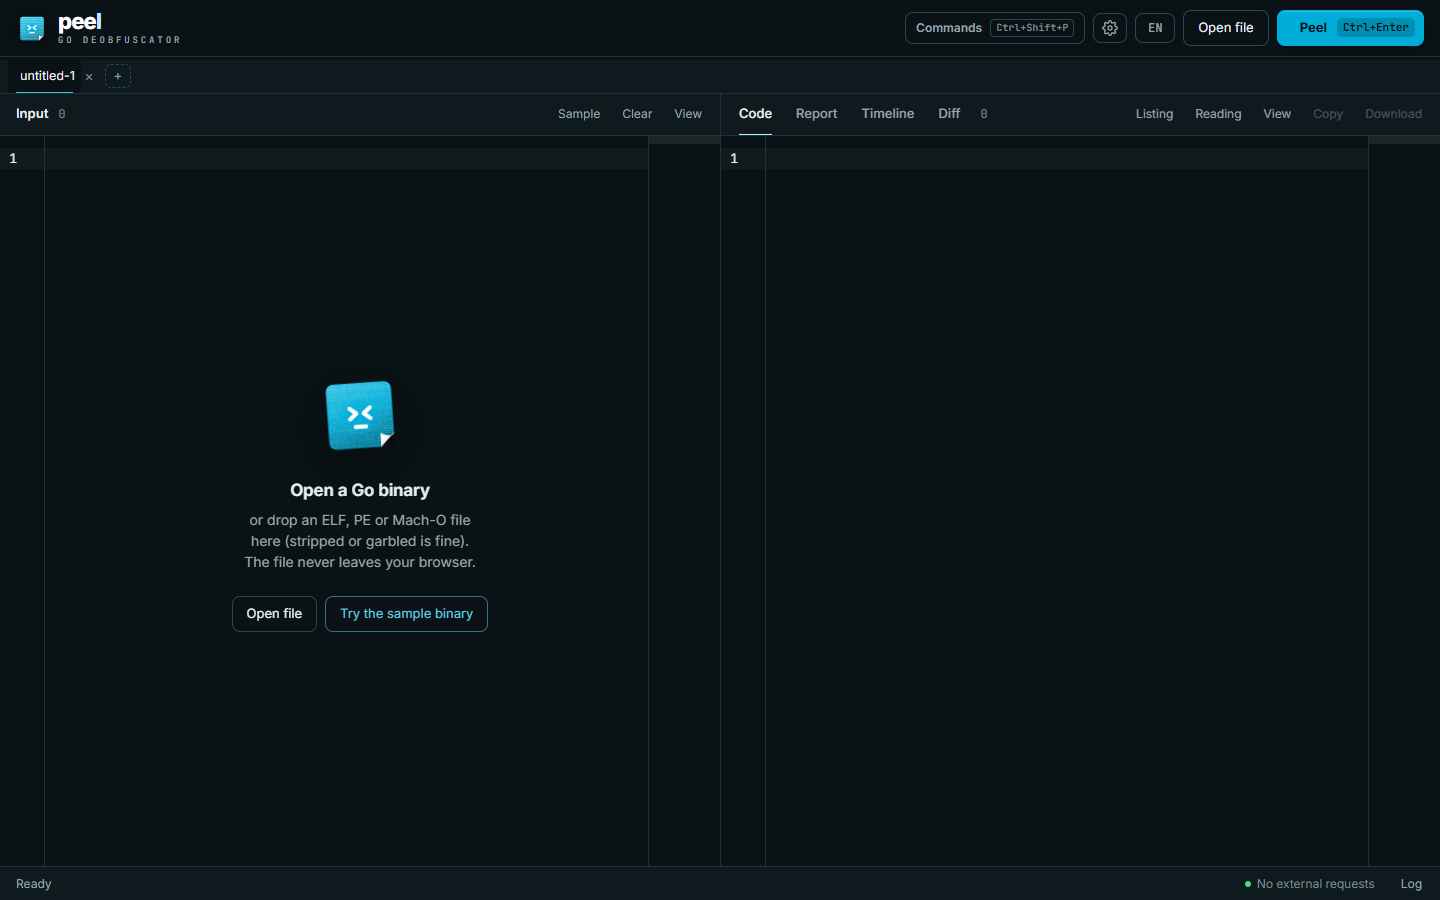 peel
GO DEOBFUSCATOR
Commands Ctrl+Shift+P
EN
Open file
Peel Ctrl+Enter
untitled-1 × +
Input 0
Sample Clear View
Code Report Timeline Diff 0
Listing Reading View Copy Download
1
1
Open a Go binary
or drop an ELF, PE or Mach-O file
here (stripped or garbled is fine).
The file never leaves your browser.
Open file
Try the sample binary
Ready
No external requests
Log